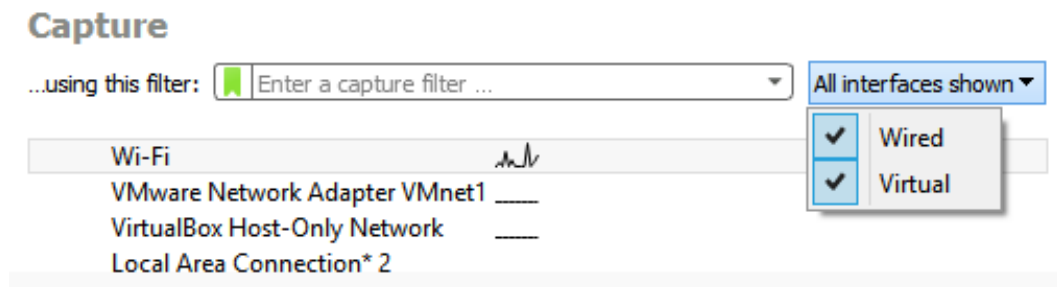 Capture
...using this filter: Enter a capture filter ... All interfaces shown
Wired
Virtual
Wi-Fi
VMware Network Adapter VMnet1
VirtualBox Host-Only Network
Local Area Connection* 2